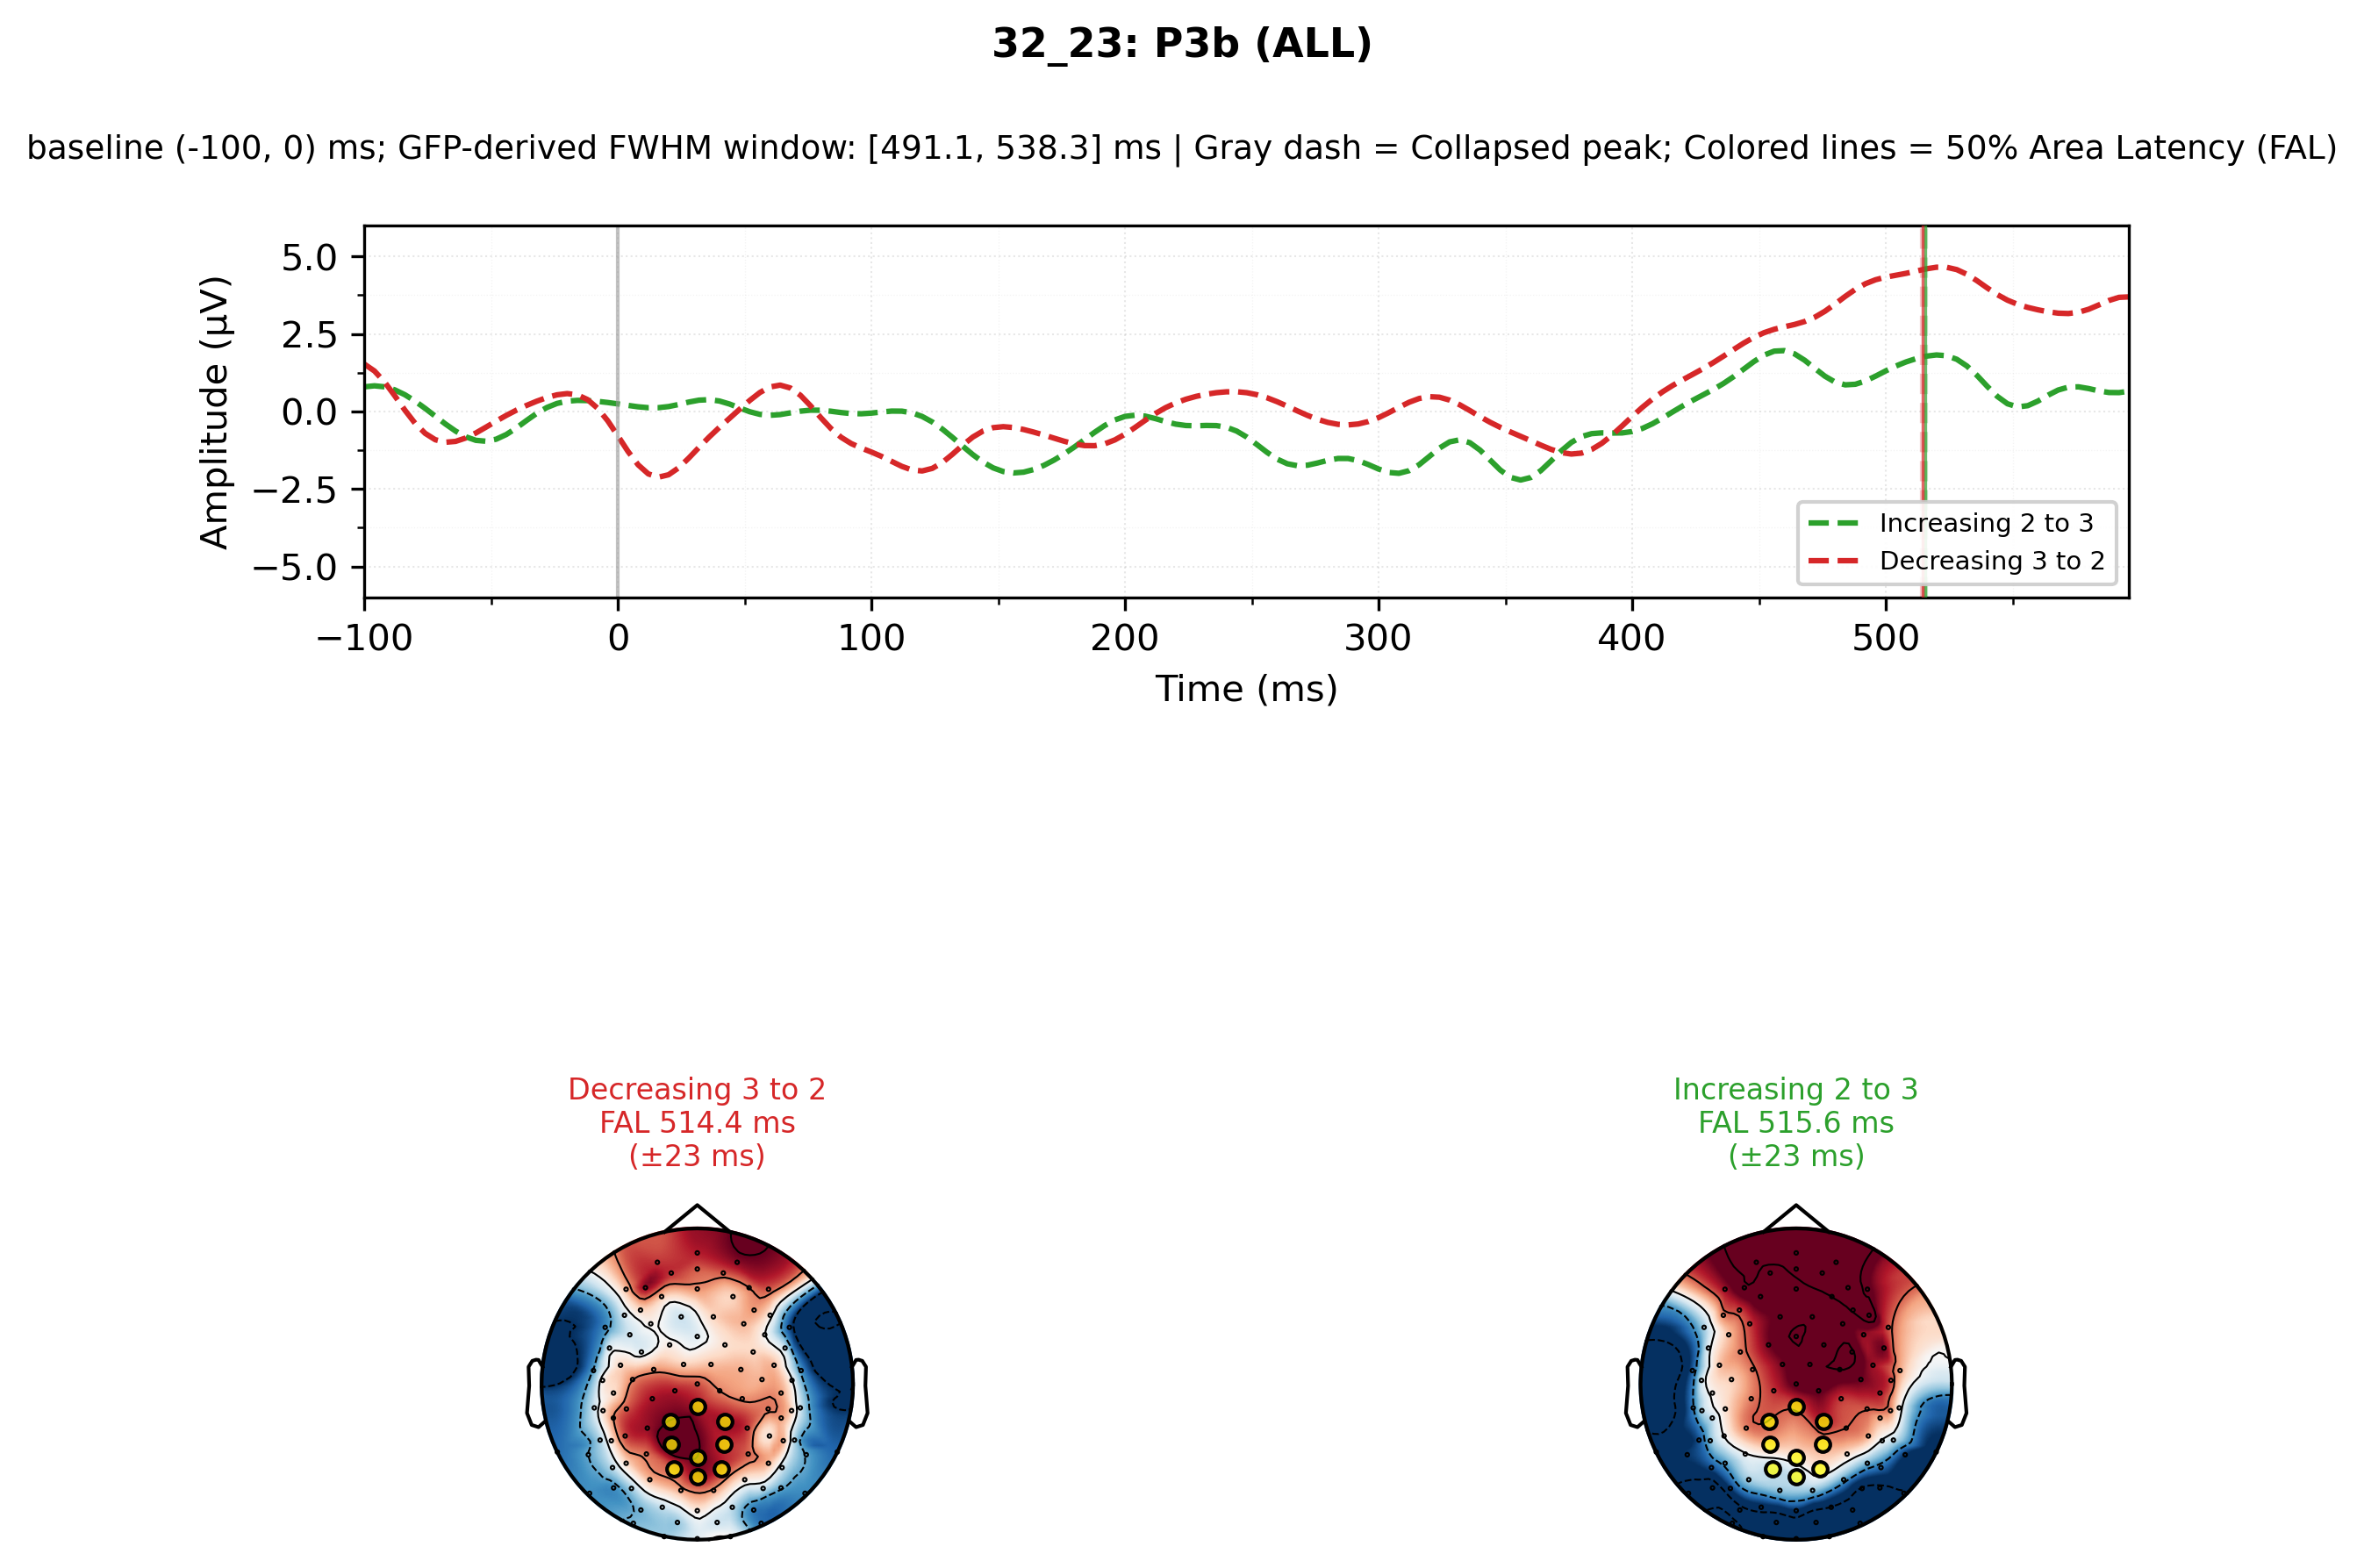 32_23: P3b (ALL)
baseline (-100, 0) ms; GFP-derived FWHM window: [491.1, 538.3] ms | Gray dash = Collapsed peak; Colored lines = 50% Area Latency (FAL)
Amplitude (µV)
5.0
2.5
0.0
−2.5
−5.0
Increasing 2 to 3
Decreasing 3 to 2
−100 0 100 200 300 400 500
Time (ms)
Decreasing 3 to 2
FAL 514.4 ms
(±23 ms)
Increasing 2 to 3
FAL 515.6 ms
(±23 ms)